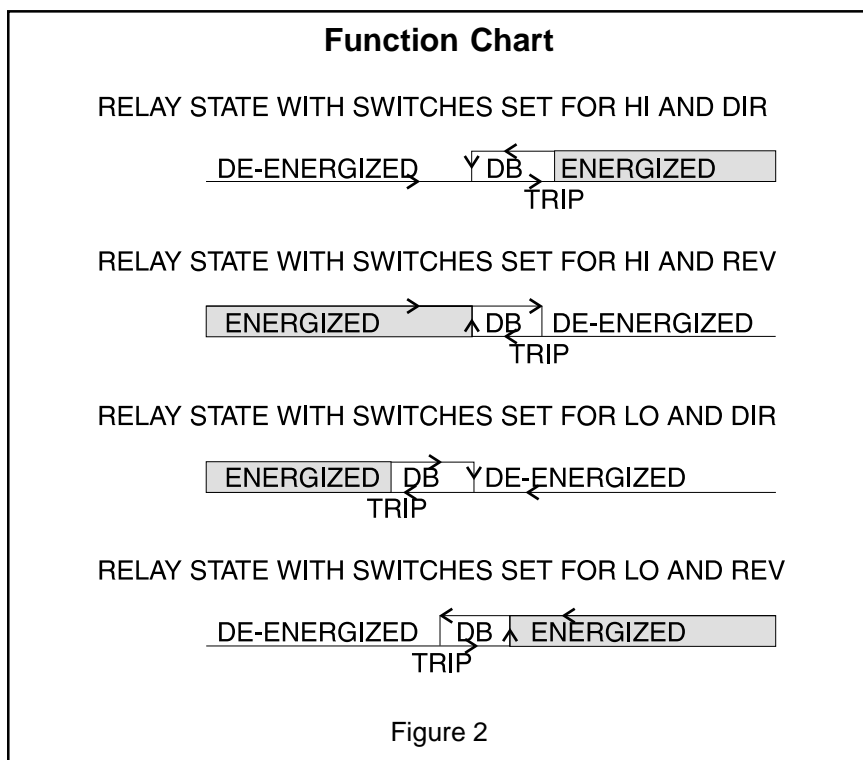 Function Chart
RELAY STATE WITH SWITCHES SET FOR HI AND DIR
DE-ENERGIZED DB ENERGIZED
TRIP
RELAY STATE WITH SWITCHES SET FOR HI AND REV
ENERGIZED DB DE-ENERGIZED
TRIP
RELAY STATE WITH SWITCHES SET FOR LO AND DIR
ENERGIZED DB DE-ENERGIZED
TRIP
RELAY STATE WITH SWITCHES SET FOR LO AND REV
DE-ENERGIZED DB ENERGIZED
TRIP
Figure 2